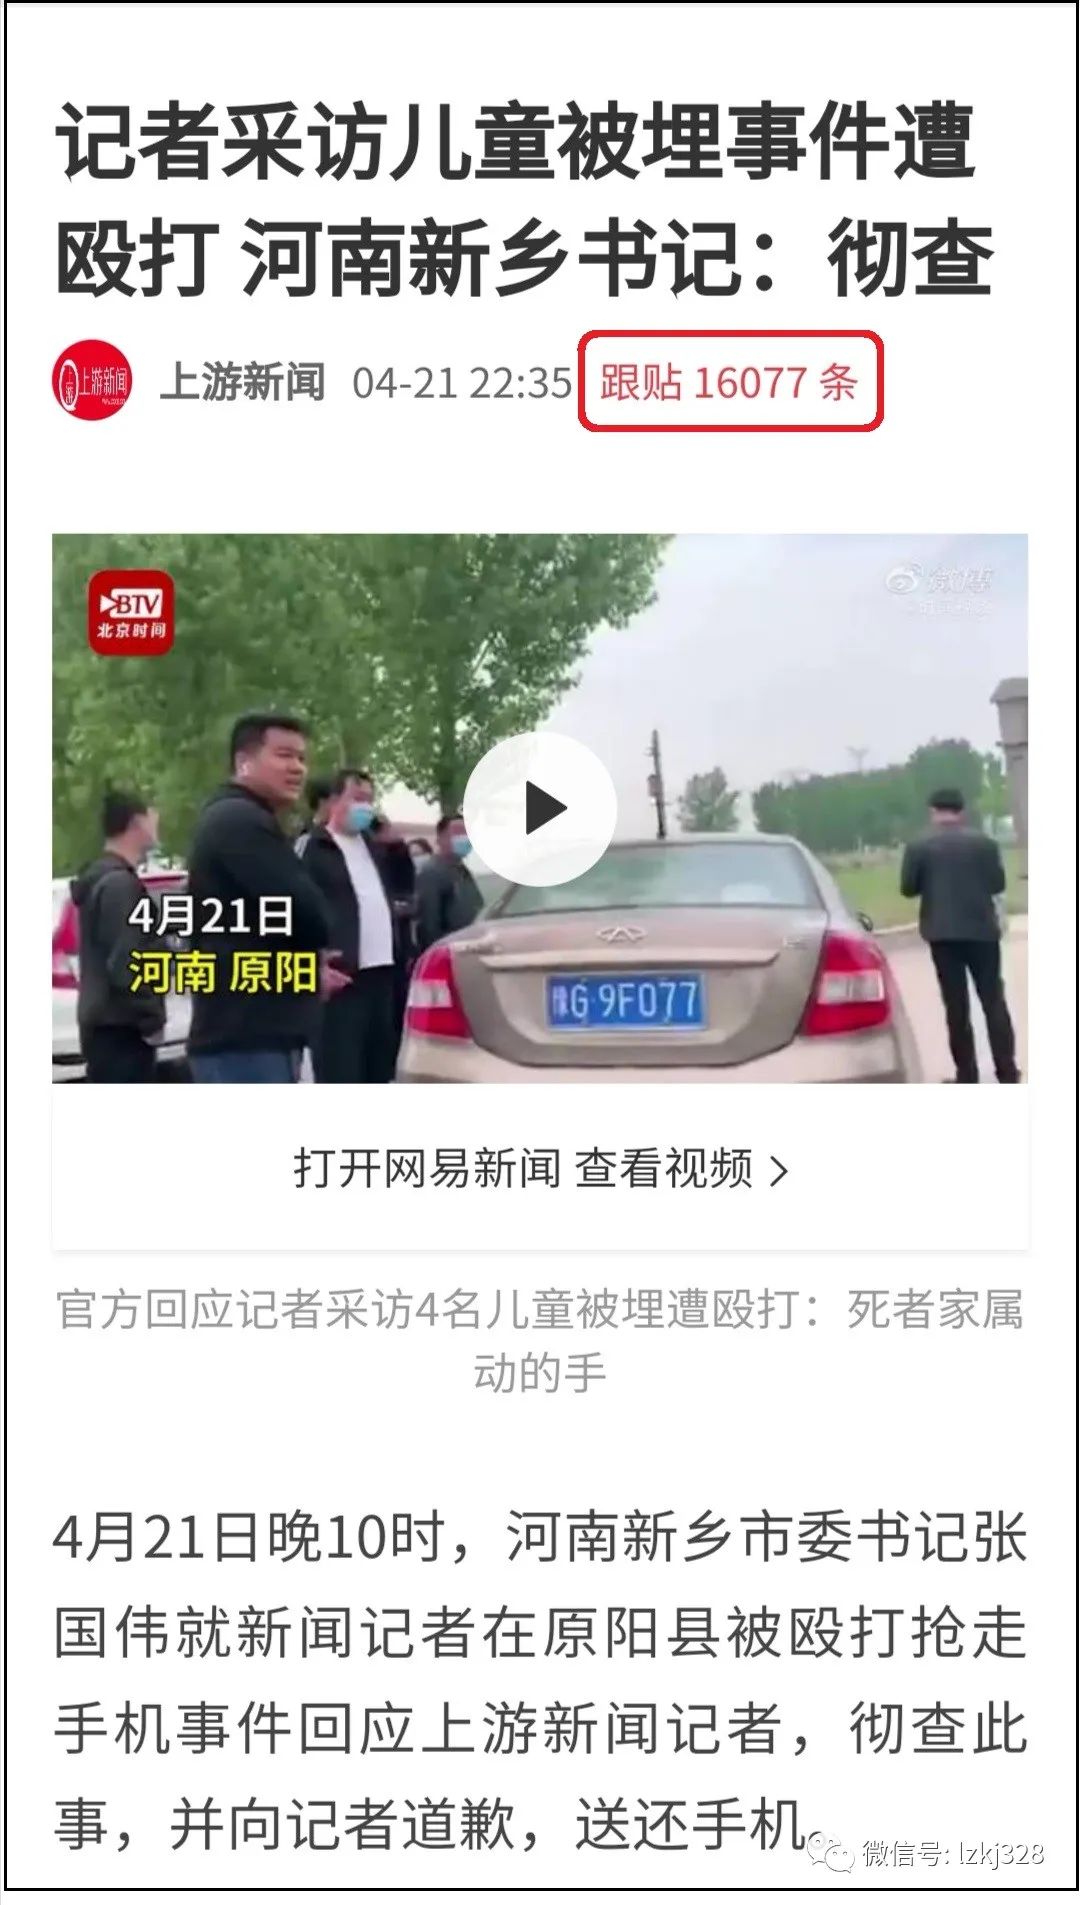 记者采访儿童被埋事件遭
殴打 河南新乡书记：彻查
上游新闻
上游新闻 04-21 22:35 跟贴 16077 条
BTV
北京时间
4月21日
河南 原阳
豫G·9F077
打开网易新闻 查看视频 >
官方回应记者采访4名儿童被埋遭殴打：死者家属
动的手
4月21日晚10时，河南新乡市委书记张
国伟就新闻记者在原阳县被殴打抢走
手机事件回应上游新闻记者，彻查此
事，并向记者道歉，送还手机。
微信号: lzkj328